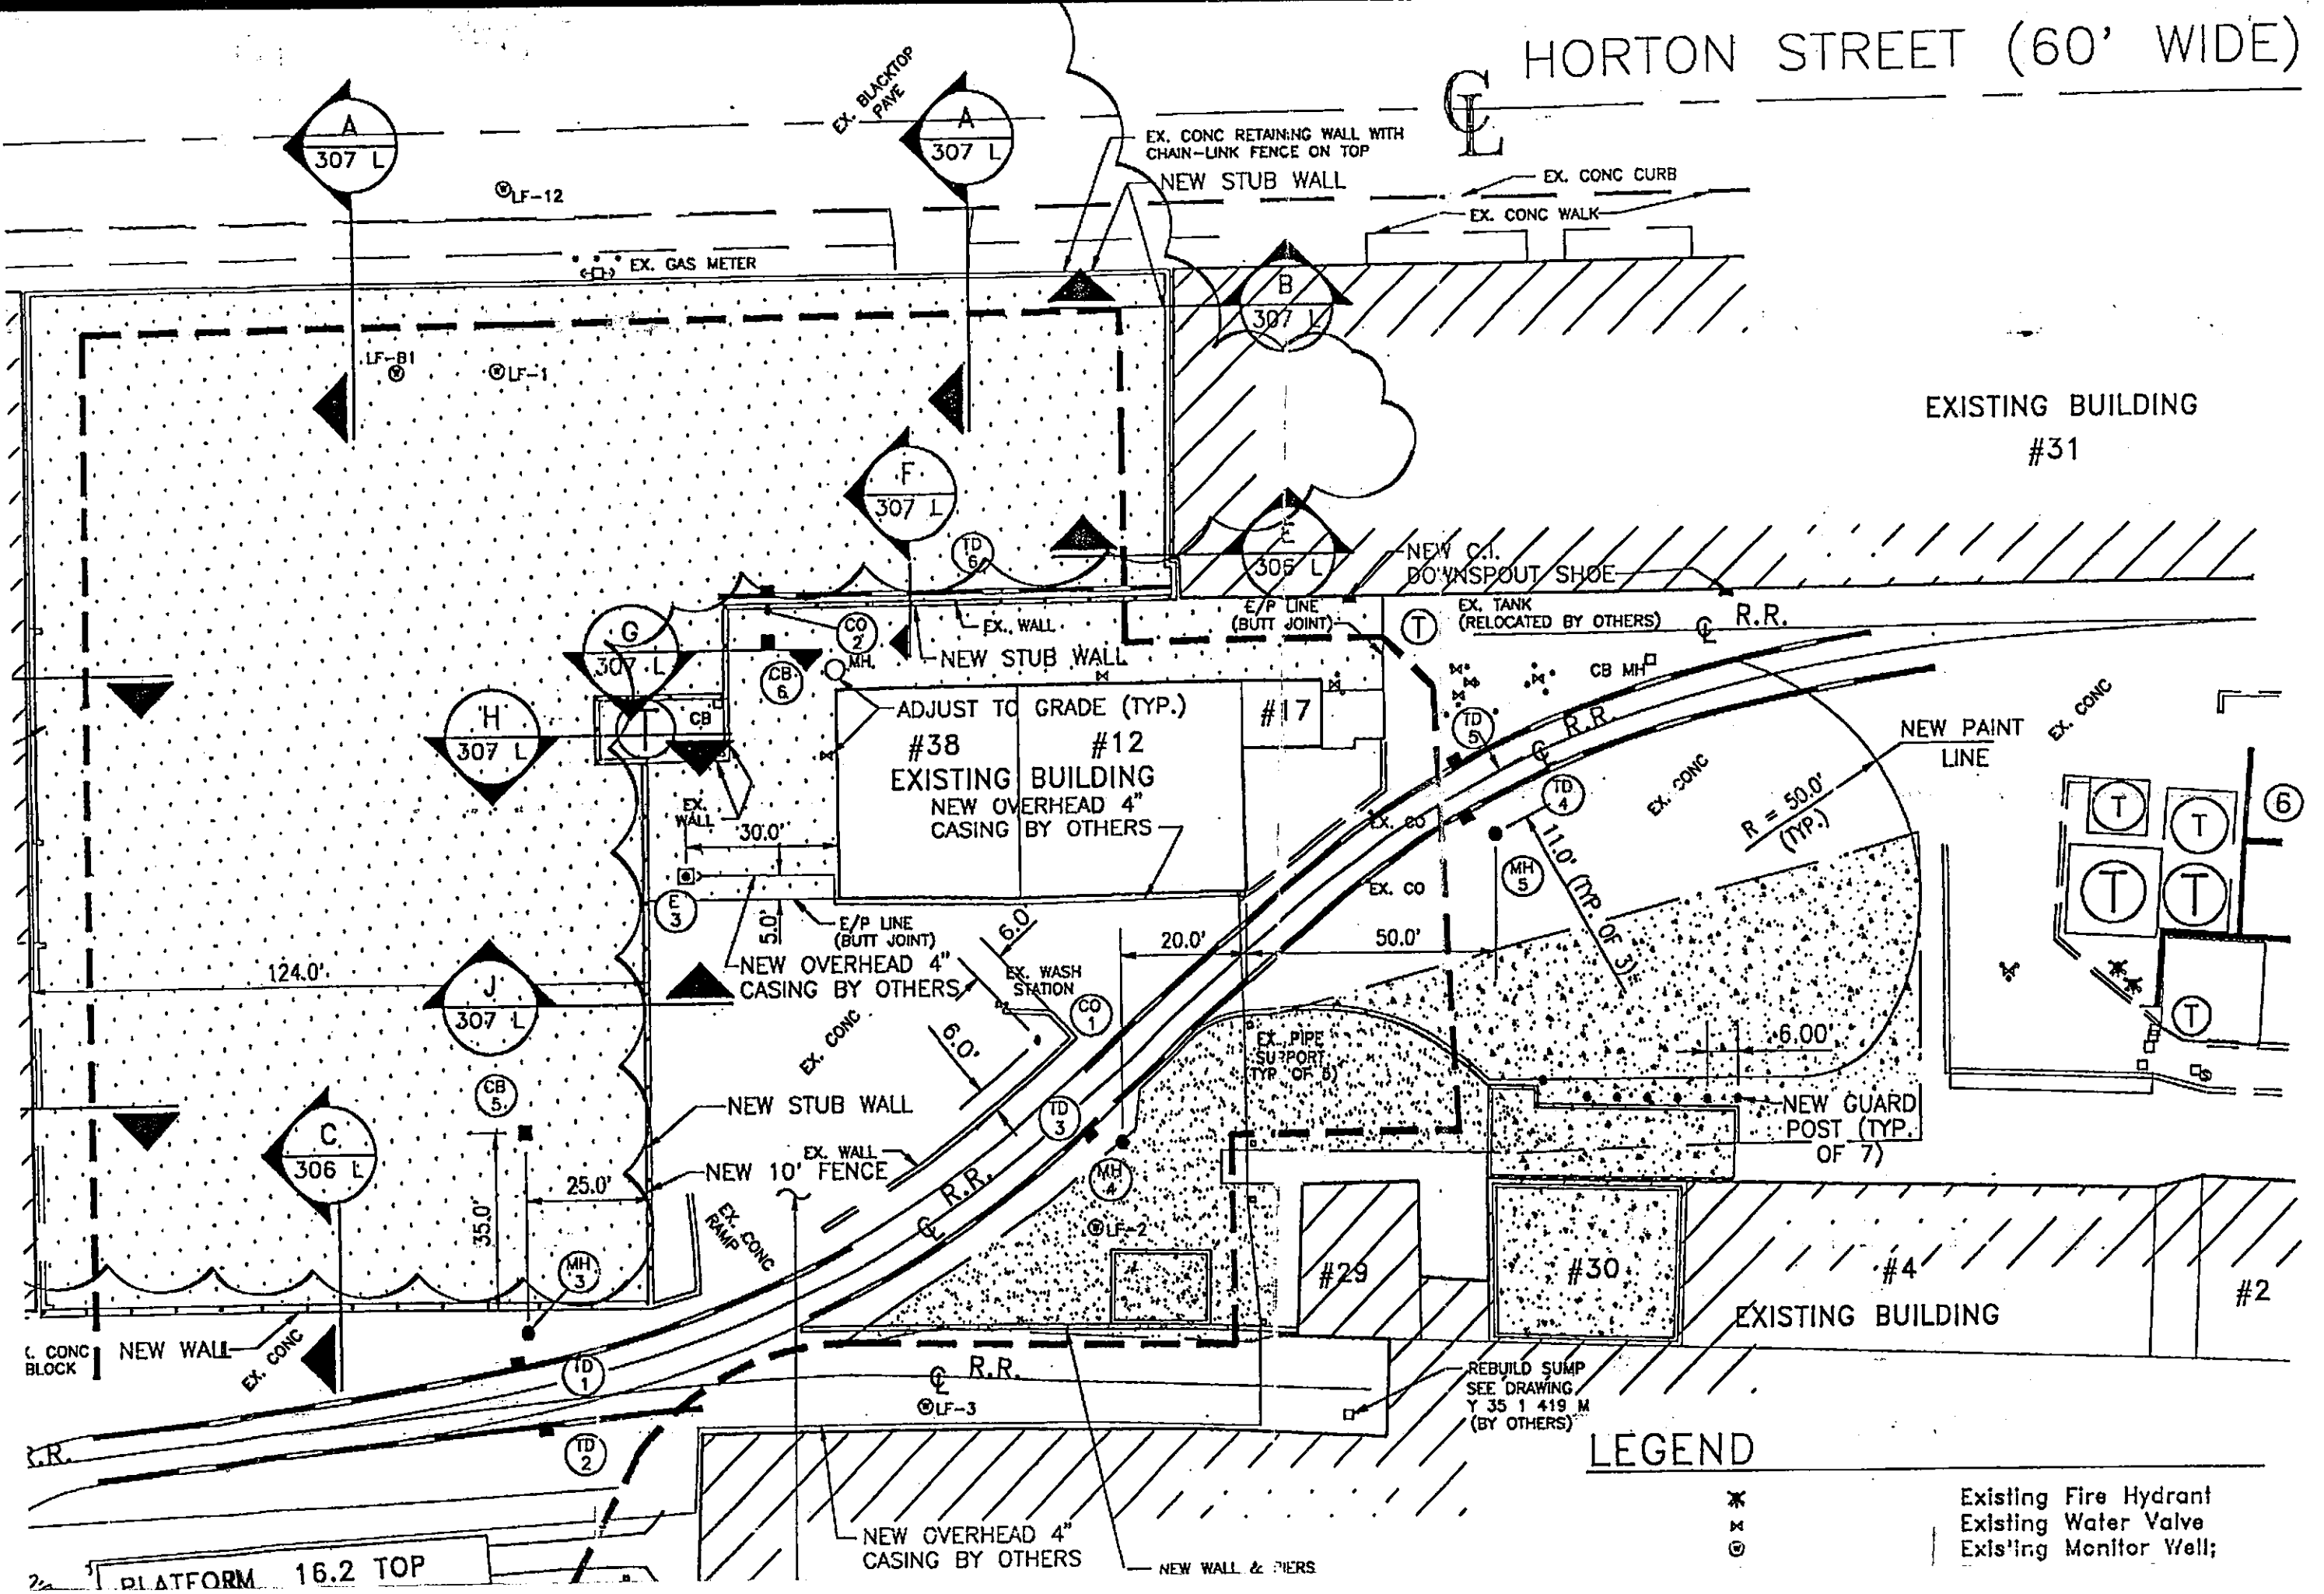 HORTON STREET (60' WIDE)
CL
EX. BLACKTOP
PAVE
A
307 L
A
307 L
EX. CONC RETAINING WALL WITH
CHAIN-LINK FENCE ON TOP
NEW STUB WALL
EX. CONC CURB
EX. CONC WALK
LF-12
EX. GAS METER
B
307 L
LF-B1
LF-1
EXISTING BUILDING
#31
F
307 L
TD
6
E
306 L
NEW C.I.
DOWNSPOUT SHOE
E/P LINE
(BUTT JOINT)
T
EX. TANK
(RELOCATED BY OTHERS)
CL R.R.
G
307 L
CO
2
EX. WALL
MH
NEW STUB WALL
CB
6
CB MH
H
307 L
T
CB
ADJUST TO GRADE (TYP.)
#38
#12
#17
EXISTING BUILDING
NEW OVERHEAD 4"
CASING BY OTHERS
TD
5
CL R.R.
NEW PAINT
LINE
EX. CONC
EX. CONC
TD
4
R = 50.0'
(TYP.)
T
T
T
T
6
EX.
WALL
30.0'
EX. CO
EX. CO
MH
5
11.0' (TYP. OF 3)
E
3
5.0'
E/P LINE
(BUTT JOINT)
6.0'
20.0'
50.0'
124.0'
NEW OVERHEAD 4"
CASING BY OTHERS
EX. WASH
STATION
J
307 L
CO
1
EX. CONC
6.0'
EX. PIPE
SUPPORT
(TYP OF 8)
6.00'
T
CB
5
NEW STUB WALL
TD
3
NEW GUARD
POST (TYP.
OF 7)
C
306 L
EX. WALL
NEW 10' FENCE
25.0'
35.0'
R.R.
CL
MH
4
LF-2
EX. CONC
RAMP
MH
3
#29
#30
#4
#2
EXISTING BUILDING
CONC
BLOCK
NEW WALL
EX. CONC
TD
1
CL R.R.
LF-3
REBUILD SUMP
SEE DRAWING
Y 35 1 419 M
(BY OTHERS)
R.R.
TD
2
LEGEND
Existing Fire Hydrant
Existing Water Valve
Existing Monitor Well;
NEW OVERHEAD 4"
CASING BY OTHERS
NEW WALL & PIERS
PLATFORM 16.2 TOP